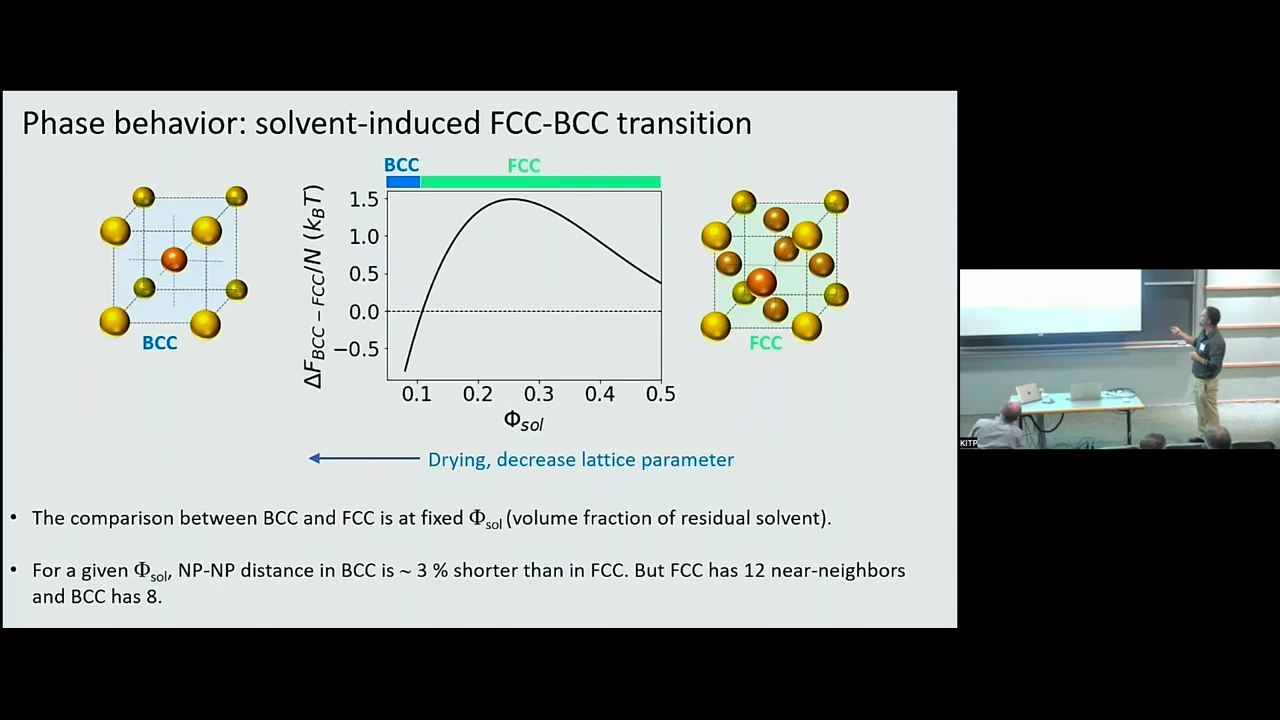 Phase behavior: solvent-induced FCC-BCC transition
BCC
FCC
ΔF_BCC−FCC/N (k_BT)
1.5
1.0
0.5
0.0
−0.5
0.1 0.2 0.3 0.4 0.5
Φ_sol
BCC
FCC
Drying, decrease lattice parameter
• The comparison between BCC and FCC is at fixed Φ_sol (volume fraction of residual solvent).
• For a given Φ_sol, NP-NP distance in BCC is ~ 3 % shorter than in FCC. But FCC has 12 near-neighbors
and BCC has 8.
KITP